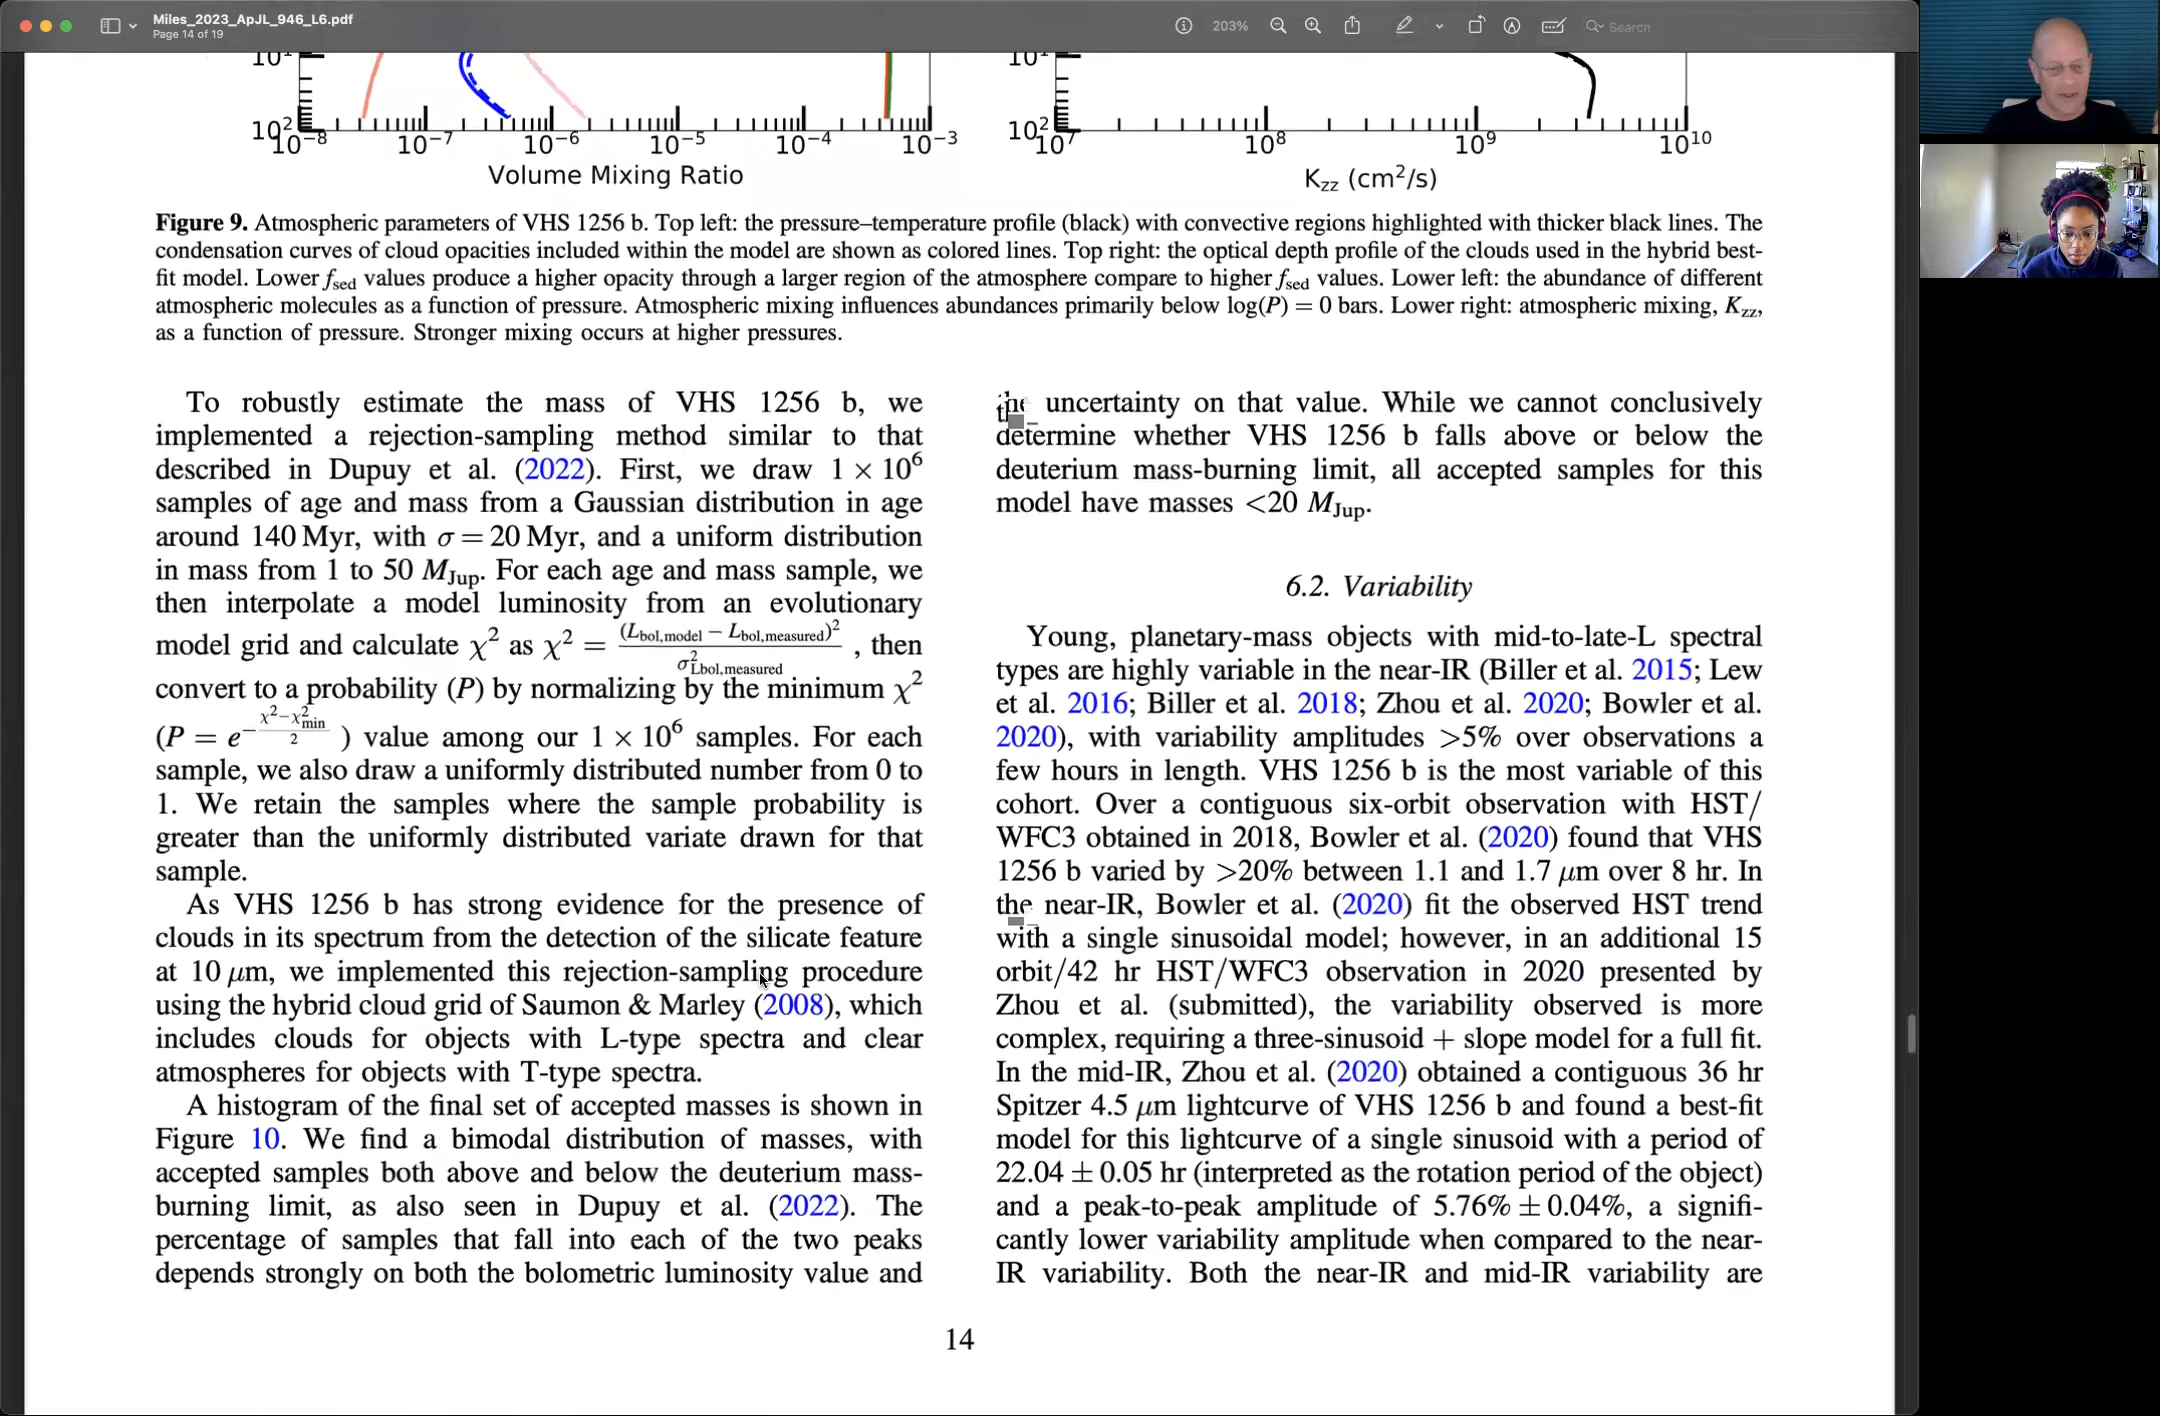 Miles_2023_ApJL_946_L6.pdf
Page 14 of 19
203%
Search
10¹
10²
10⁻⁸ 10⁻⁷ 10⁻⁶ 10⁻⁵ 10⁻⁴ 10⁻³
Volume Mixing Ratio
10¹
10²
10⁷ 10⁸ 10⁹ 10¹⁰
Kzz (cm²/s)
Figure 9. Atmospheric parameters of VHS 1256 b. Top left: the pressure–temperature profile (black) with convective regions highlighted with thicker black lines. The
condensation curves of cloud opacities included within the model are shown as colored lines. Top right: the optical depth profile of the clouds used in the hybrid best-
fit model. Lower fsed values produce a higher opacity through a larger region of the atmosphere compare to higher fsed values. Lower left: the abundance of different
atmospheric molecules as a function of pressure. Atmospheric mixing influences abundances primarily below log(P) = 0 bars. Lower right: atmospheric mixing, Kzz,
as a function of pressure. Stronger mixing occurs at higher pressures.
To robustly estimate the mass of VHS 1256 b, we
implemented a rejection-sampling method similar to that
described in Dupuy et al. (2022). First, we draw 1 × 10⁶
samples of age and mass from a Gaussian distribution in age
around 140 Myr, with σ = 20 Myr, and a uniform distribution
in mass from 1 to 50 MJup. For each age and mass sample, we
then interpolate a model luminosity from an evolutionary
model grid and calculate χ² as χ² = (Lbol,model − Lbol,measured)² / σ²Lbol,measured , then
convert to a probability (P) by normalizing by the minimum χ²
(P = e^−(χ²−χ²min)/2 ) value among our 1 × 10⁶ samples. For each
sample, we also draw a uniformly distributed number from 0 to
1. We retain the samples where the sample probability is
greater than the uniformly distributed variate drawn for that
sample.
As VHS 1256 b has strong evidence for the presence of
clouds in its spectrum from the detection of the silicate feature
at 10 μm, we implemented this rejection-sampling procedure
using the hybrid cloud grid of Saumon & Marley (2008), which
includes clouds for objects with L-type spectra and clear
atmospheres for objects with T-type spectra.
A histogram of the final set of accepted masses is shown in
Figure 10. We find a bimodal distribution of masses, with
accepted samples both above and below the deuterium mass-
burning limit, as also seen in Dupuy et al. (2022). The
percentage of samples that fall into each of the two peaks
depends strongly on both the bolometric luminosity value and
the uncertainty on that value. While we cannot conclusively
determine whether VHS 1256 b falls above or below the
deuterium mass-burning limit, all accepted samples for this
model have masses <20 MJup.
6.2. Variability
Young, planetary-mass objects with mid-to-late-L spectral
types are highly variable in the near-IR (Biller et al. 2015; Lew
et al. 2016; Biller et al. 2018; Zhou et al. 2020; Bowler et al.
2020), with variability amplitudes >5% over observations a
few hours in length. VHS 1256 b is the most variable of this
cohort. Over a contiguous six-orbit observation with HST/
WFC3 obtained in 2018, Bowler et al. (2020) found that VHS
1256 b varied by >20% between 1.1 and 1.7 μm over 8 hr. In
the near-IR, Bowler et al. (2020) fit the observed HST trend
with a single sinusoidal model; however, in an additional 15
orbit/42 hr HST/WFC3 observation in 2020 presented by
Zhou et al. (submitted), the variability observed is more
complex, requiring a three-sinusoid + slope model for a full fit.
In the mid-IR, Zhou et al. (2020) obtained a contiguous 36 hr
Spitzer 4.5 μm lightcurve of VHS 1256 b and found a best-fit
model for this lightcurve of a single sinusoid with a period of
22.04 ± 0.05 hr (interpreted as the rotation period of the object)
and a peak-to-peak amplitude of 5.76% ± 0.04%, a signifi-
cantly lower variability amplitude when compared to the near-
IR variability. Both the near-IR and mid-IR variability are
14